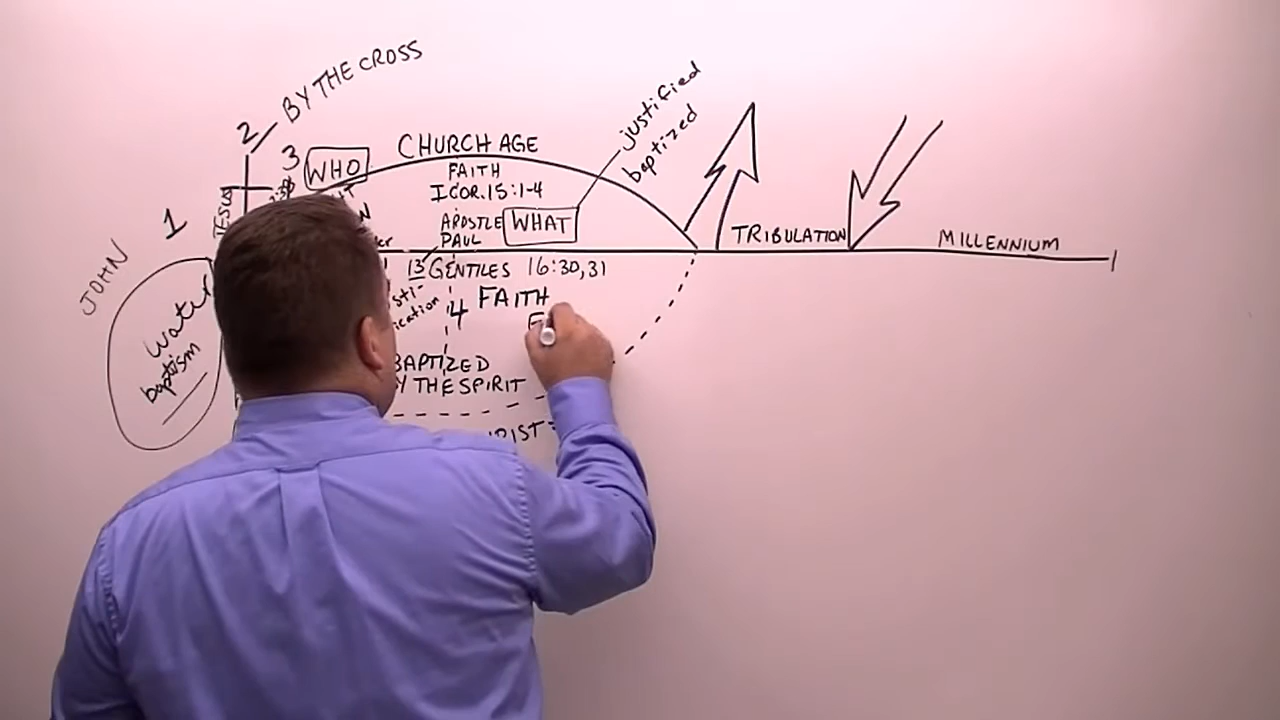 BY THE CROSS
2
3
WHO
CHURCH AGE
FAITH
I COR. 15:1-4
APOSTLE
PAUL
WHAT
justified
baptized
JESUS
1
JOHN
water
baptism
TRIBULATION
MILLENNIUM
13 GENTILES 16:30,31
4 FAITH
BAPTIZED
THE SPIRIT